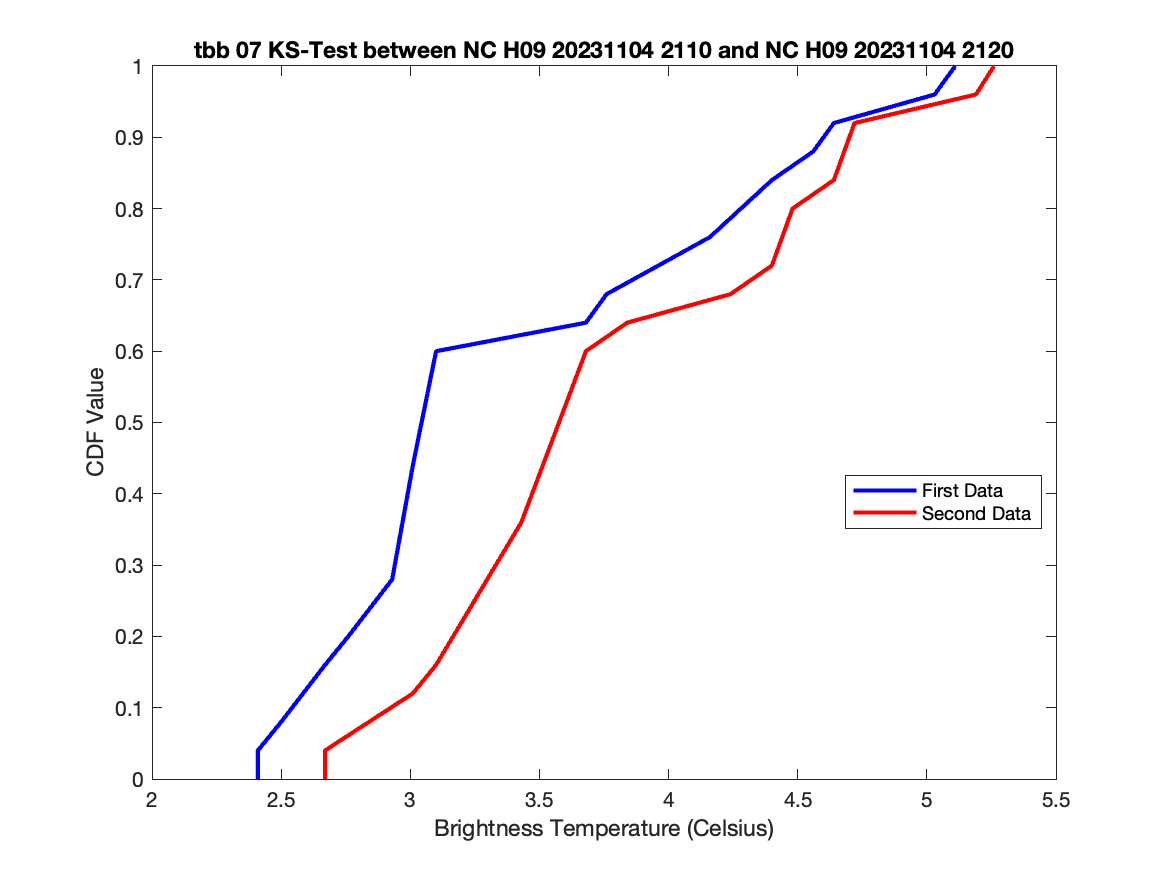 tbb 07 KS-Test between NC H09 20231104 2110 and NC H09 20231104 2120
1
0.9
0.8
0.7
0.6
0.5
0.4
0.3
0.2
0.1
0
CDF Value
First Data
Second Data
2 2.5 3 3.5 4 4.5 5 5.5
Brightness Temperature (Celsius)